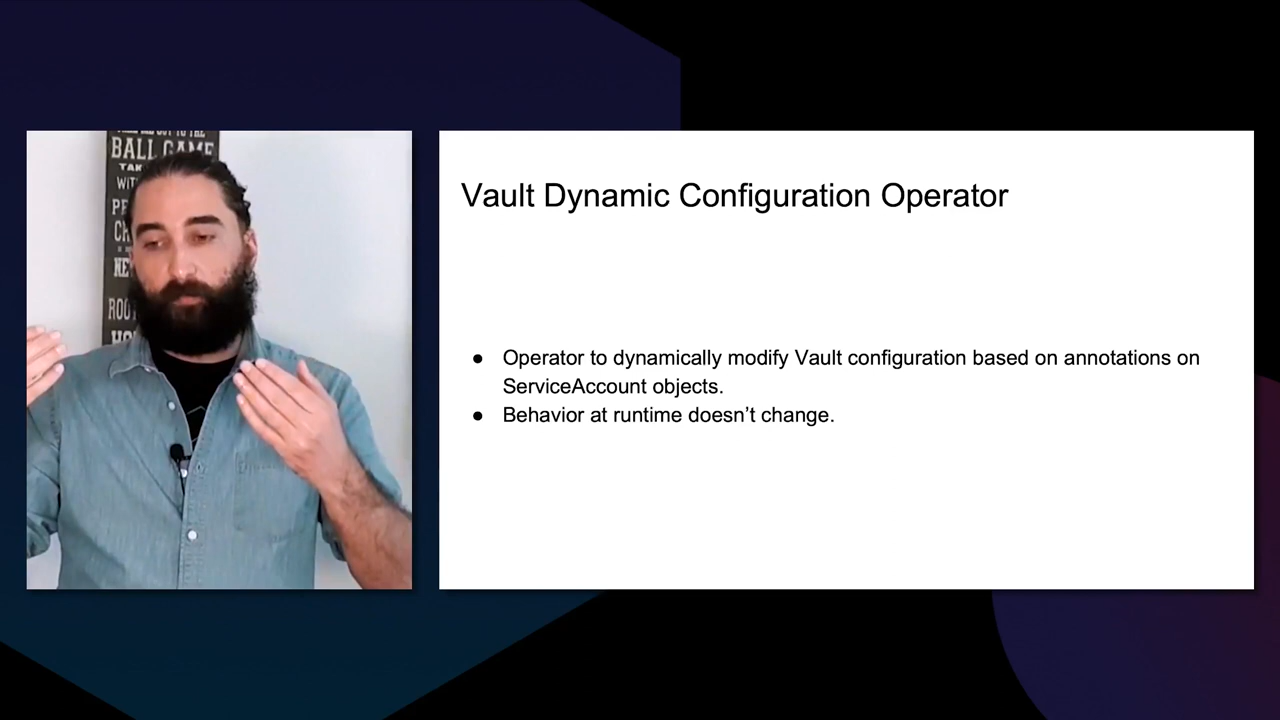 BALL GAME
Vault Dynamic Configuration Operator
● Operator to dynamically modify Vault configuration based on annotations on
ServiceAccount objects.
● Behavior at runtime doesn’t change.